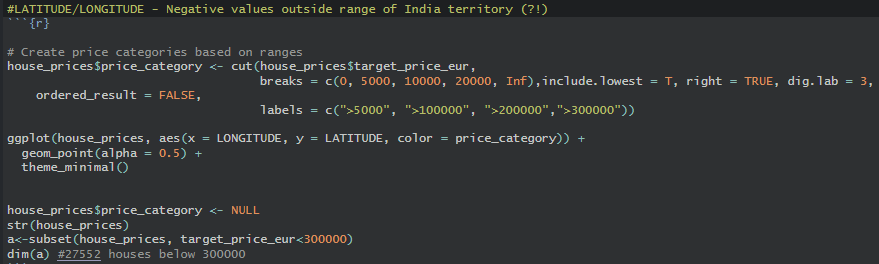 #LATITUDE/LONGITUDE - Negative values outside range of India territory (?!)
```{r}
# Create price categories based on ranges
house_prices$price_category <- cut(house_prices$target_price_eur,
breaks = c(0, 5000, 10000, 20000, Inf),include.lowest = T, right = TRUE, dig.lab = 3,
ordered_result = FALSE,
labels = c(">5000", ">100000", ">200000",">300000"))
ggplot(house_prices, aes(x = LONGITUDE, y = LATITUDE, color = price_category)) +
geom_point(alpha = 0.5) +
theme_minimal()
house_prices$price_category <- NULL
str(house_prices)
a<-subset(house_prices, target_price_eur<300000)
dim(a) #27552 houses below 300000
```